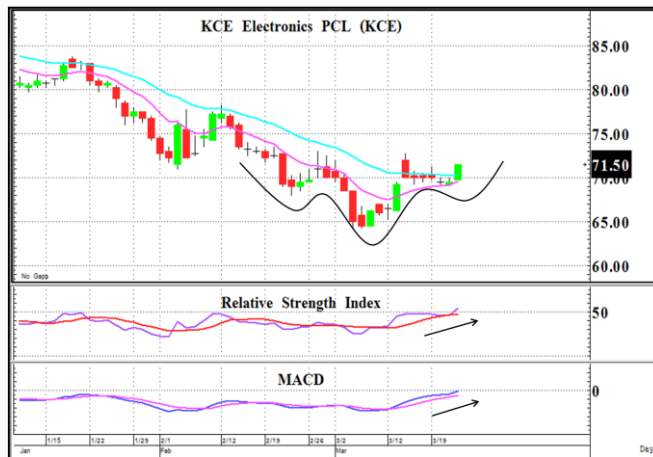 KCE Electronics PCL (KCE)
85.00
80.00
75.00
71.50
70.00
65.00
60.00
No Gaps
Relative Strength Index
50
MACD
0
1/15 1/22 1/29 2/1 2/12 2/19 2/26 3/2 3/12 3/19
Jan Feb Mar Day